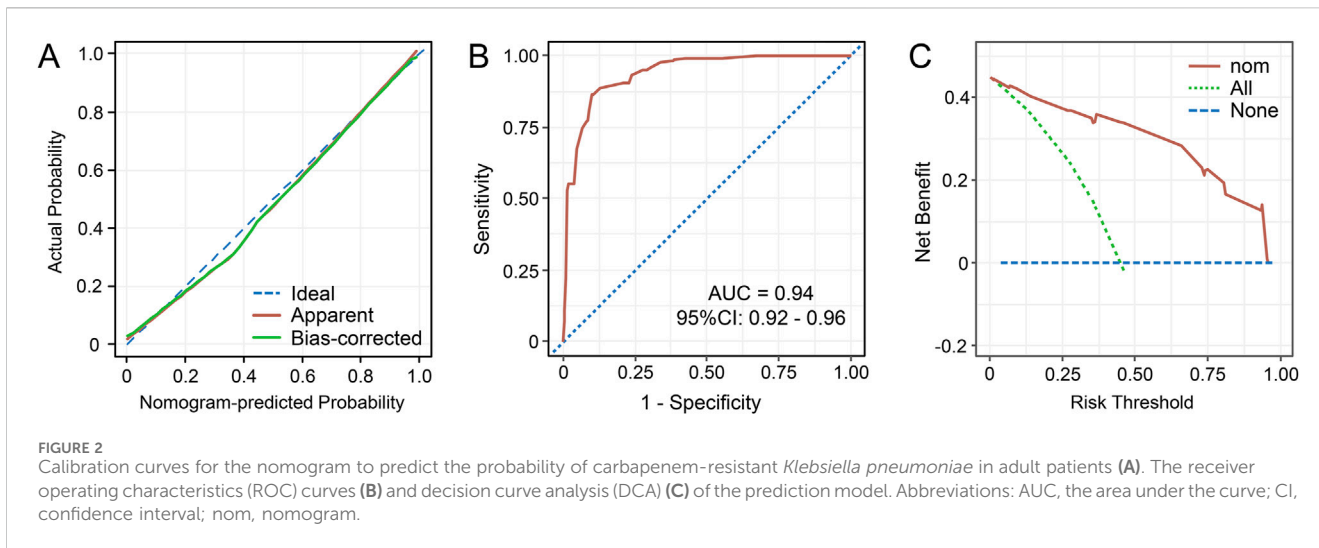 A
Actual Probability
1.0
0.8
0.6
0.4
0.2
0
Ideal
Apparent
Bias-corrected
0 0.2 0.4 0.6 0.8 1.0
Nomogram-predicted Probability
B
Sensitivity
1.00
0.75
0.50
0.25
0
AUC = 0.94
95%CI: 0.92 - 0.96
0 0.25 0.50 0.75 1.00
1 - Specificity
C
Net Benefit
0.4
0.2
0
-0.2
nom
All
None
0 0.25 0.50 0.75 1.00
Risk Threshold
FIGURE 2
Calibration curves for the nomogram to predict the probability of carbapenem-resistant Klebsiella pneumoniae in adult patients (A). The receiver
operating characteristics (ROC) curves (B) and decision curve analysis (DCA) (C) of the prediction model. Abbreviations: AUC, the area under the curve; CI,
confidence interval; nom, nomogram.